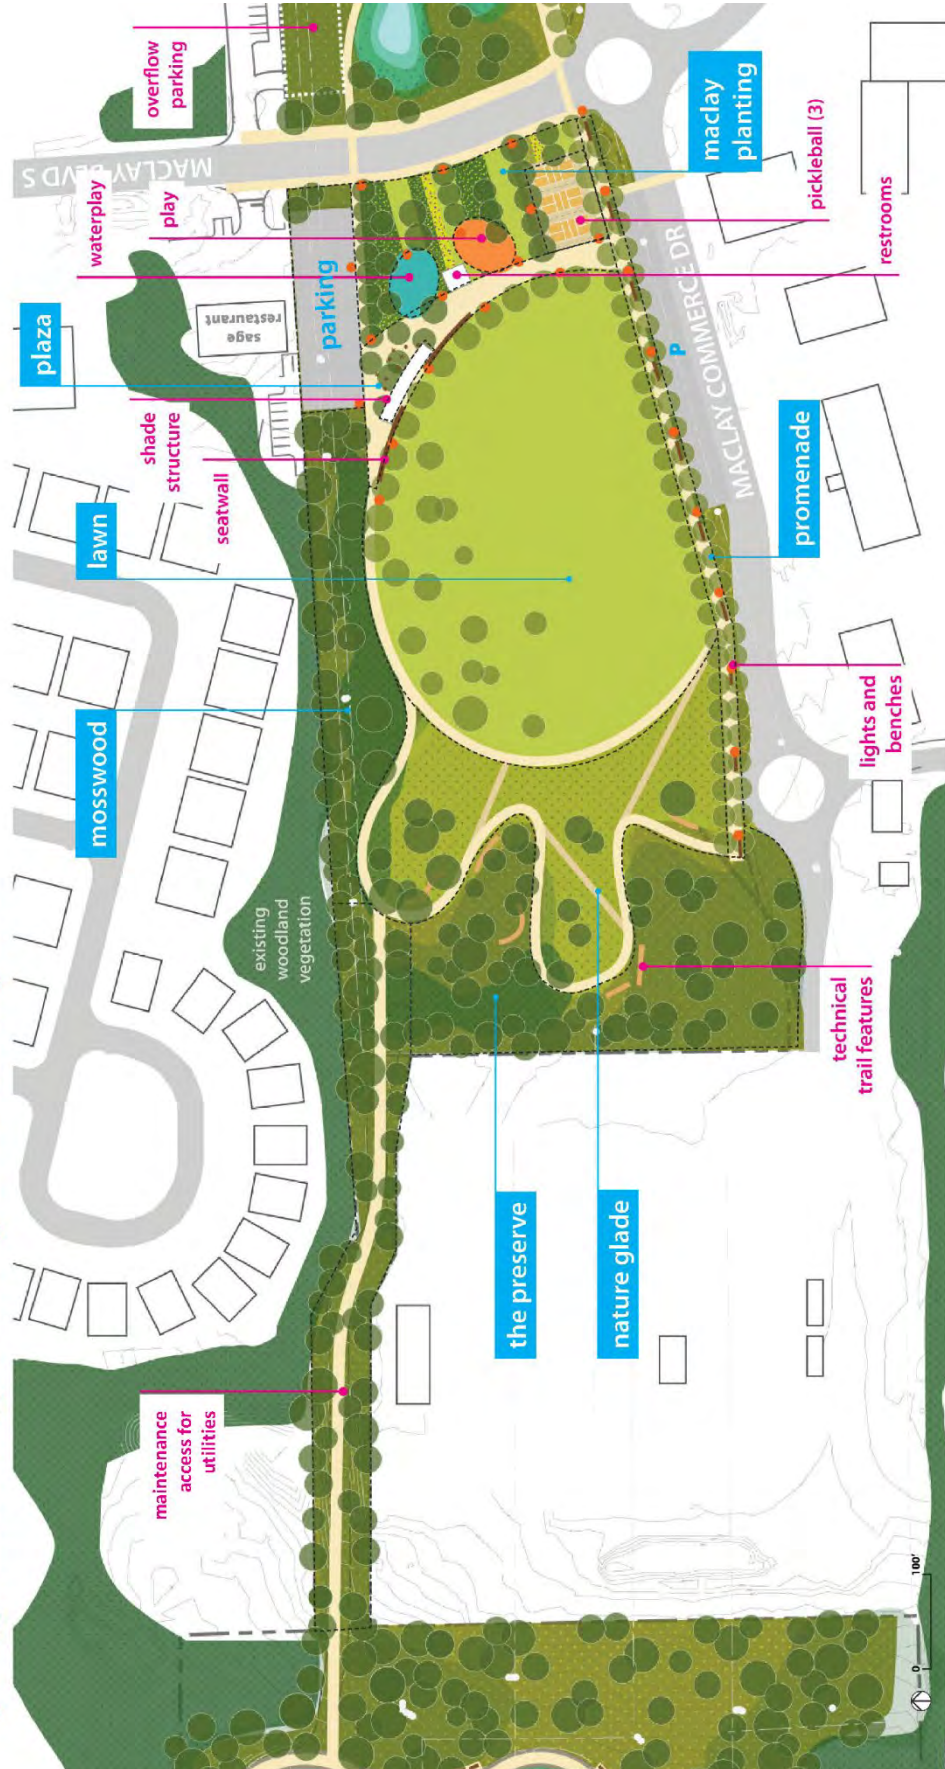 overflow
parking
MACLAY BLVD S
waterplay
play
maclay
planting
pickleball (3)
restrooms
plaza
sage
restaurant
parking
P
MACLAY COMMERCE DR
shade
structure
seatwall
lawn
promenade
mosswood
lights and
benches
existing
woodland
vegetation
technical
trail features
the preserve
nature glade
maintenance
access for
utilities
0
100'